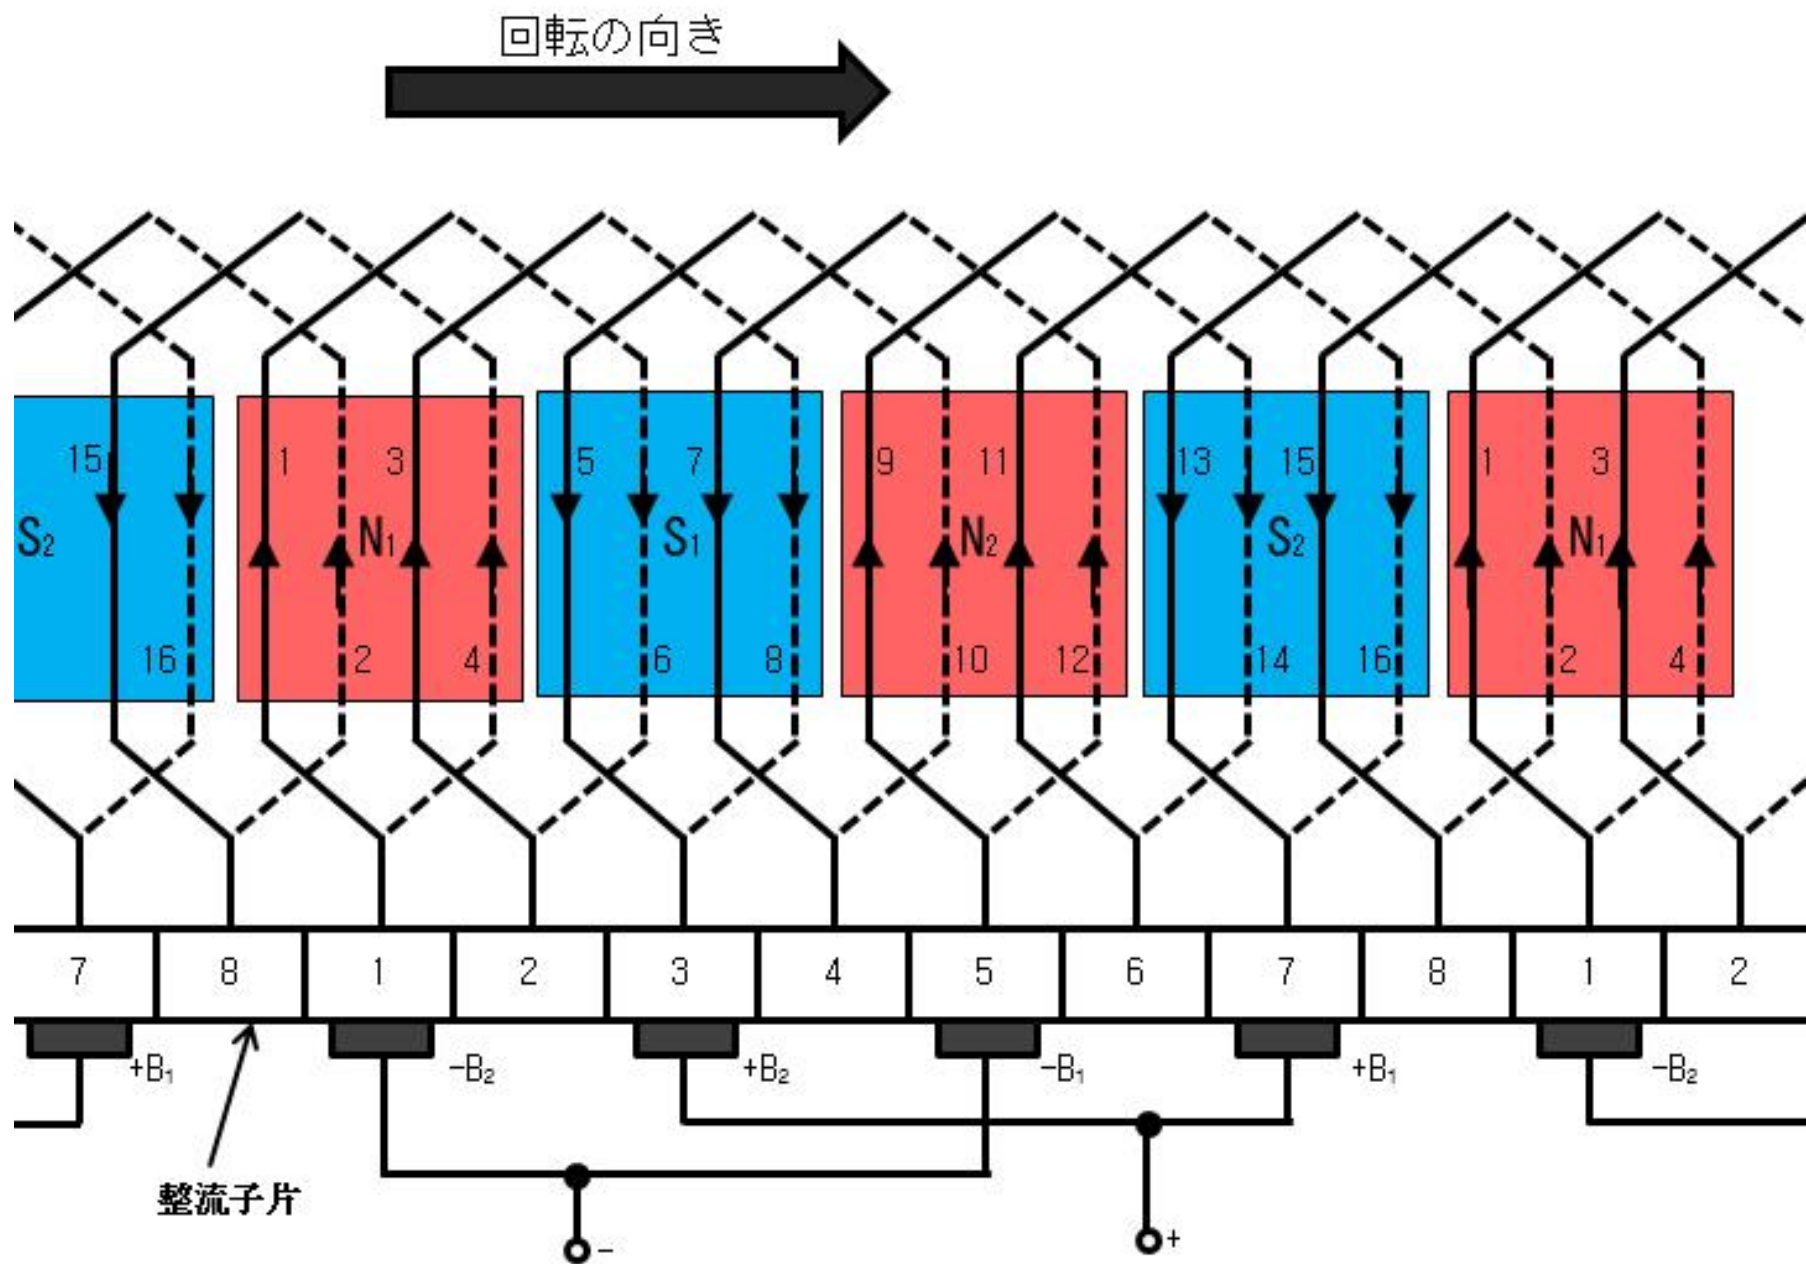 回転の向き
15 1 3 5 7 9 11 13 15 1 3
S₂ N₁ S₁ N₂ S₂ N₁
16 2 4 6 8 10 12 14 16 2 4
7 8 1 2 3 4 5 6 7 8 1 2
+B₁ −B₂ +B₂ −B₁ +B₁ −B₂
整流子片
− +